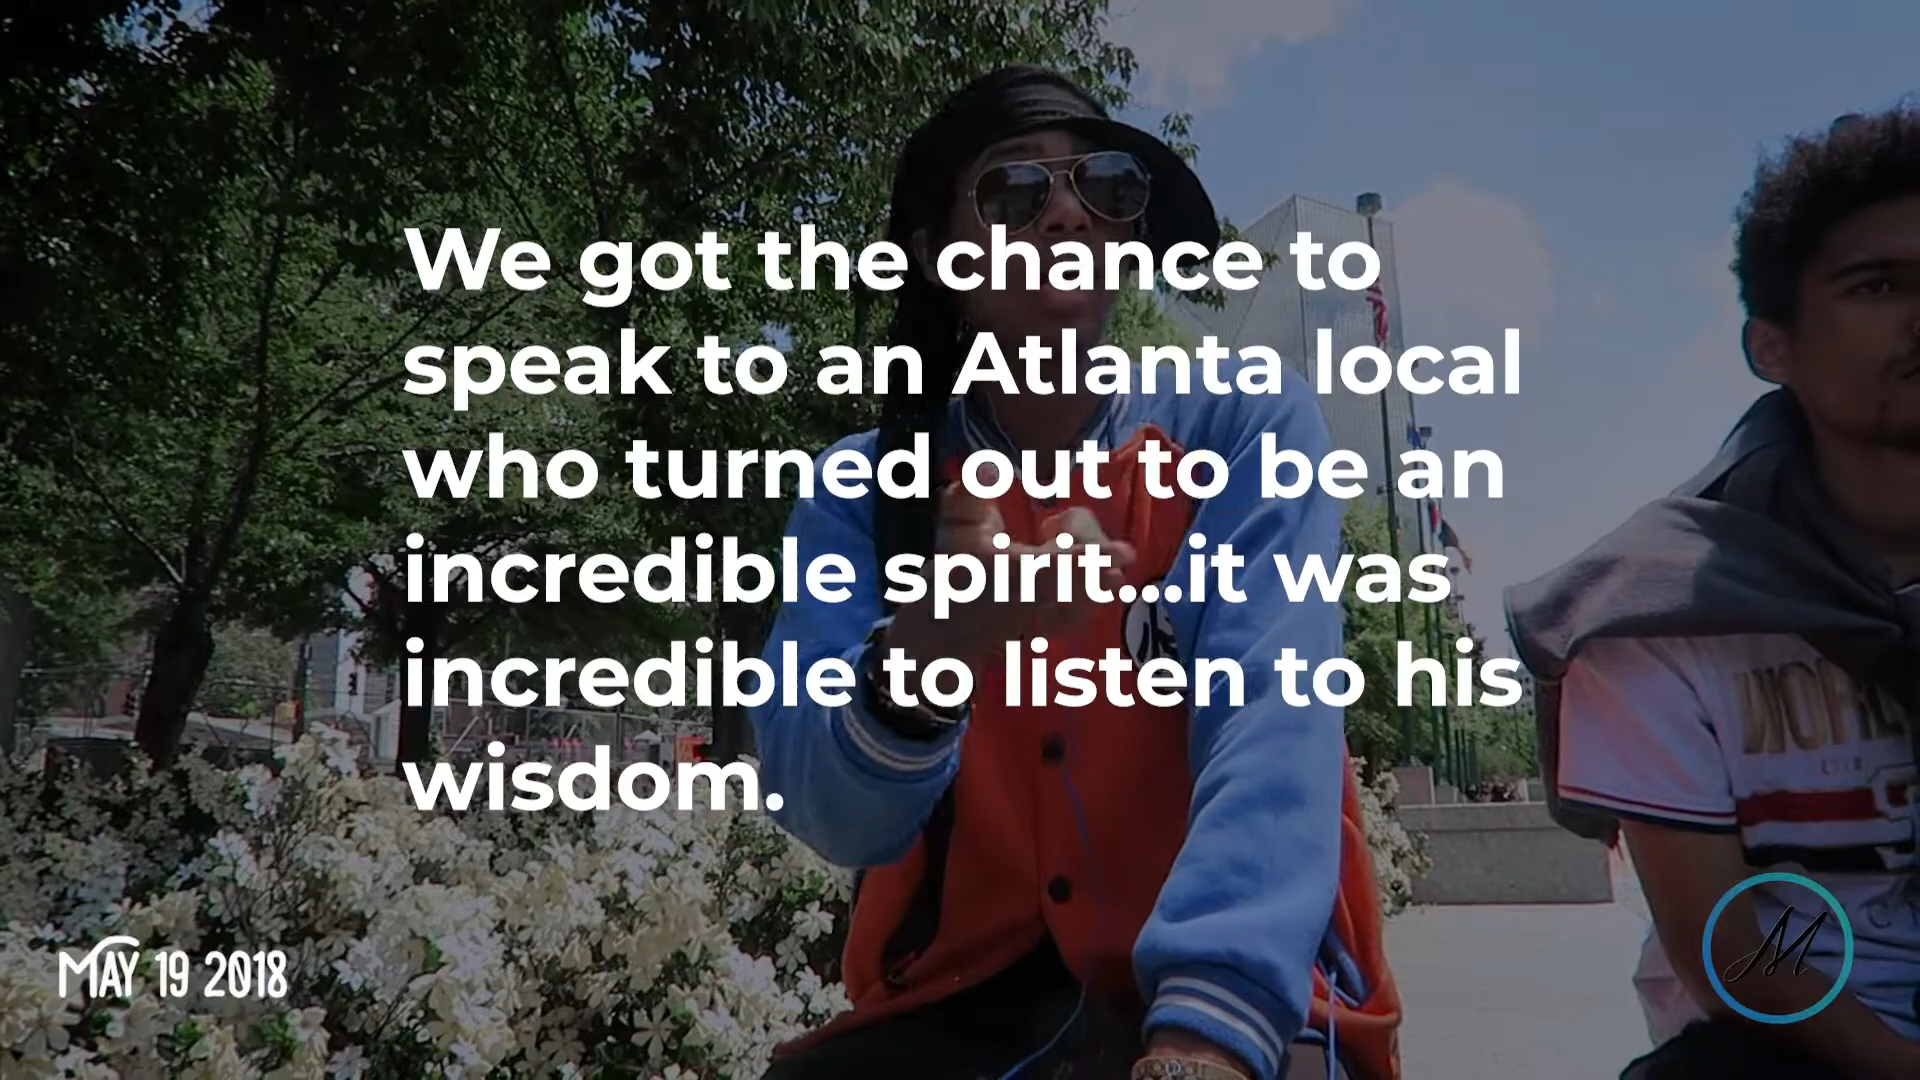 We got the chance to
speak to an Atlanta local
who turned out to be an
incredible spirit...it was
incredible to listen to his
wisdom.
MAY 19 2018
M